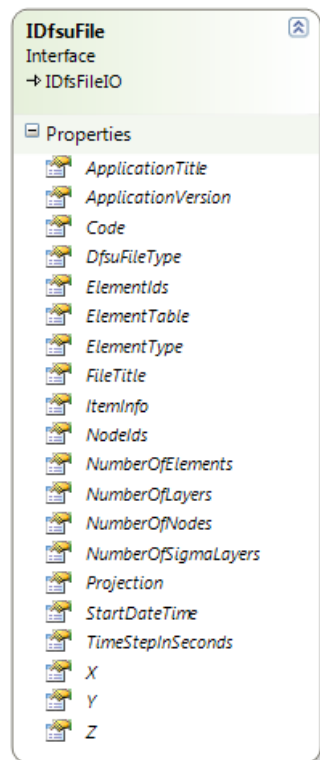 IDfsuFile
Interface
IDfsFileIO
Properties
ApplicationTitle
ApplicationVersion
Code
DfsuFileType
ElementIds
ElementTable
ElementType
FileTitle
ItemInfo
NodeIds
NumberOfElements
NumberOfLayers
NumberOfNodes
NumberOfSigmaLayers
Projection
StartDateTime
TimeStepInSeconds
X
Y
Z